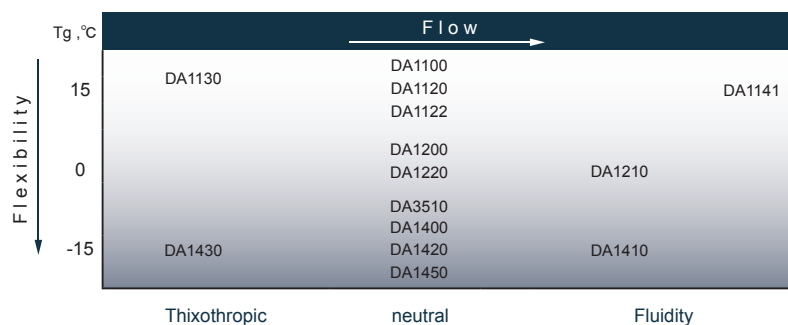 Tg ,℃
Flow
Flexibility
15
0
-15
DA1130
DA1100
DA1120
DA1122
DA1141
DA1200
DA1220
DA1210
DA3510
DA1400
DA1430
DA1420
DA1410
DA1450
Thixothropic neutral Fluidity